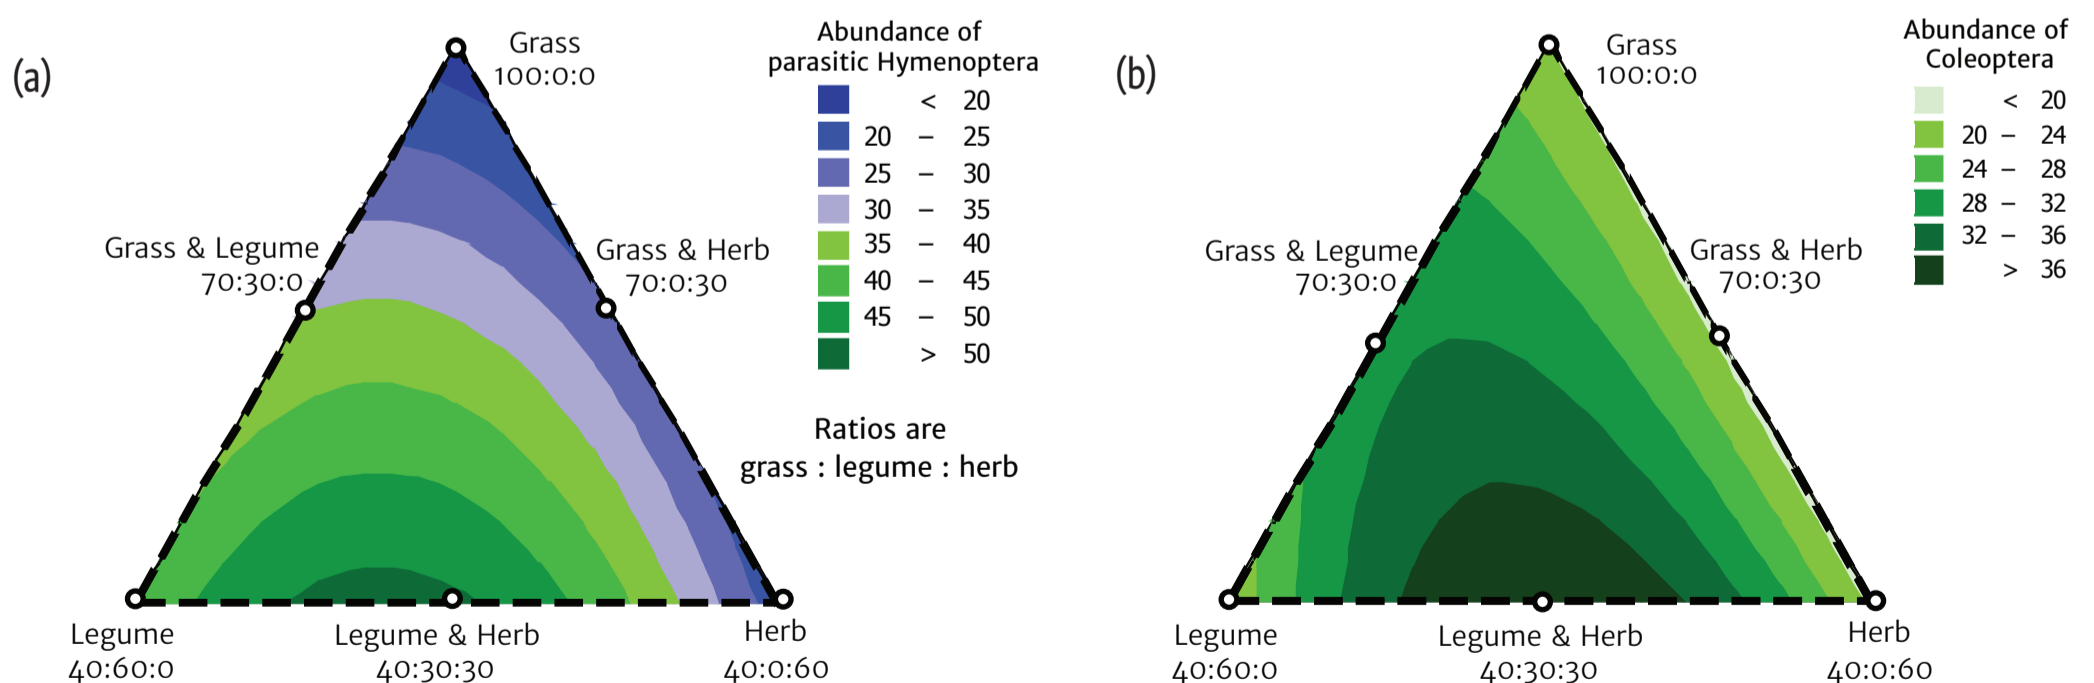 (a)
Grass
100:0:0
Grass & Legume
70:30:0
Grass & Herb
70:0:30
Legume
40:60:0
Legume & Herb
40:30:30
Herb
40:0:60
Abundance of
parasitic Hymenoptera
< 20
20 – 25
25 – 30
30 – 35
35 – 40
40 – 45
45 – 50
> 50
Ratios are
grass : legume : herb
(b)
Grass
100:0:0
Grass & Legume
70:30:0
Grass & Herb
70:0:30
Legume
40:60:0
Legume & Herb
40:30:30
Herb
40:0:60
Abundance of
Coleoptera
< 20
20 – 24
24 – 28
28 – 32
32 – 36
> 36